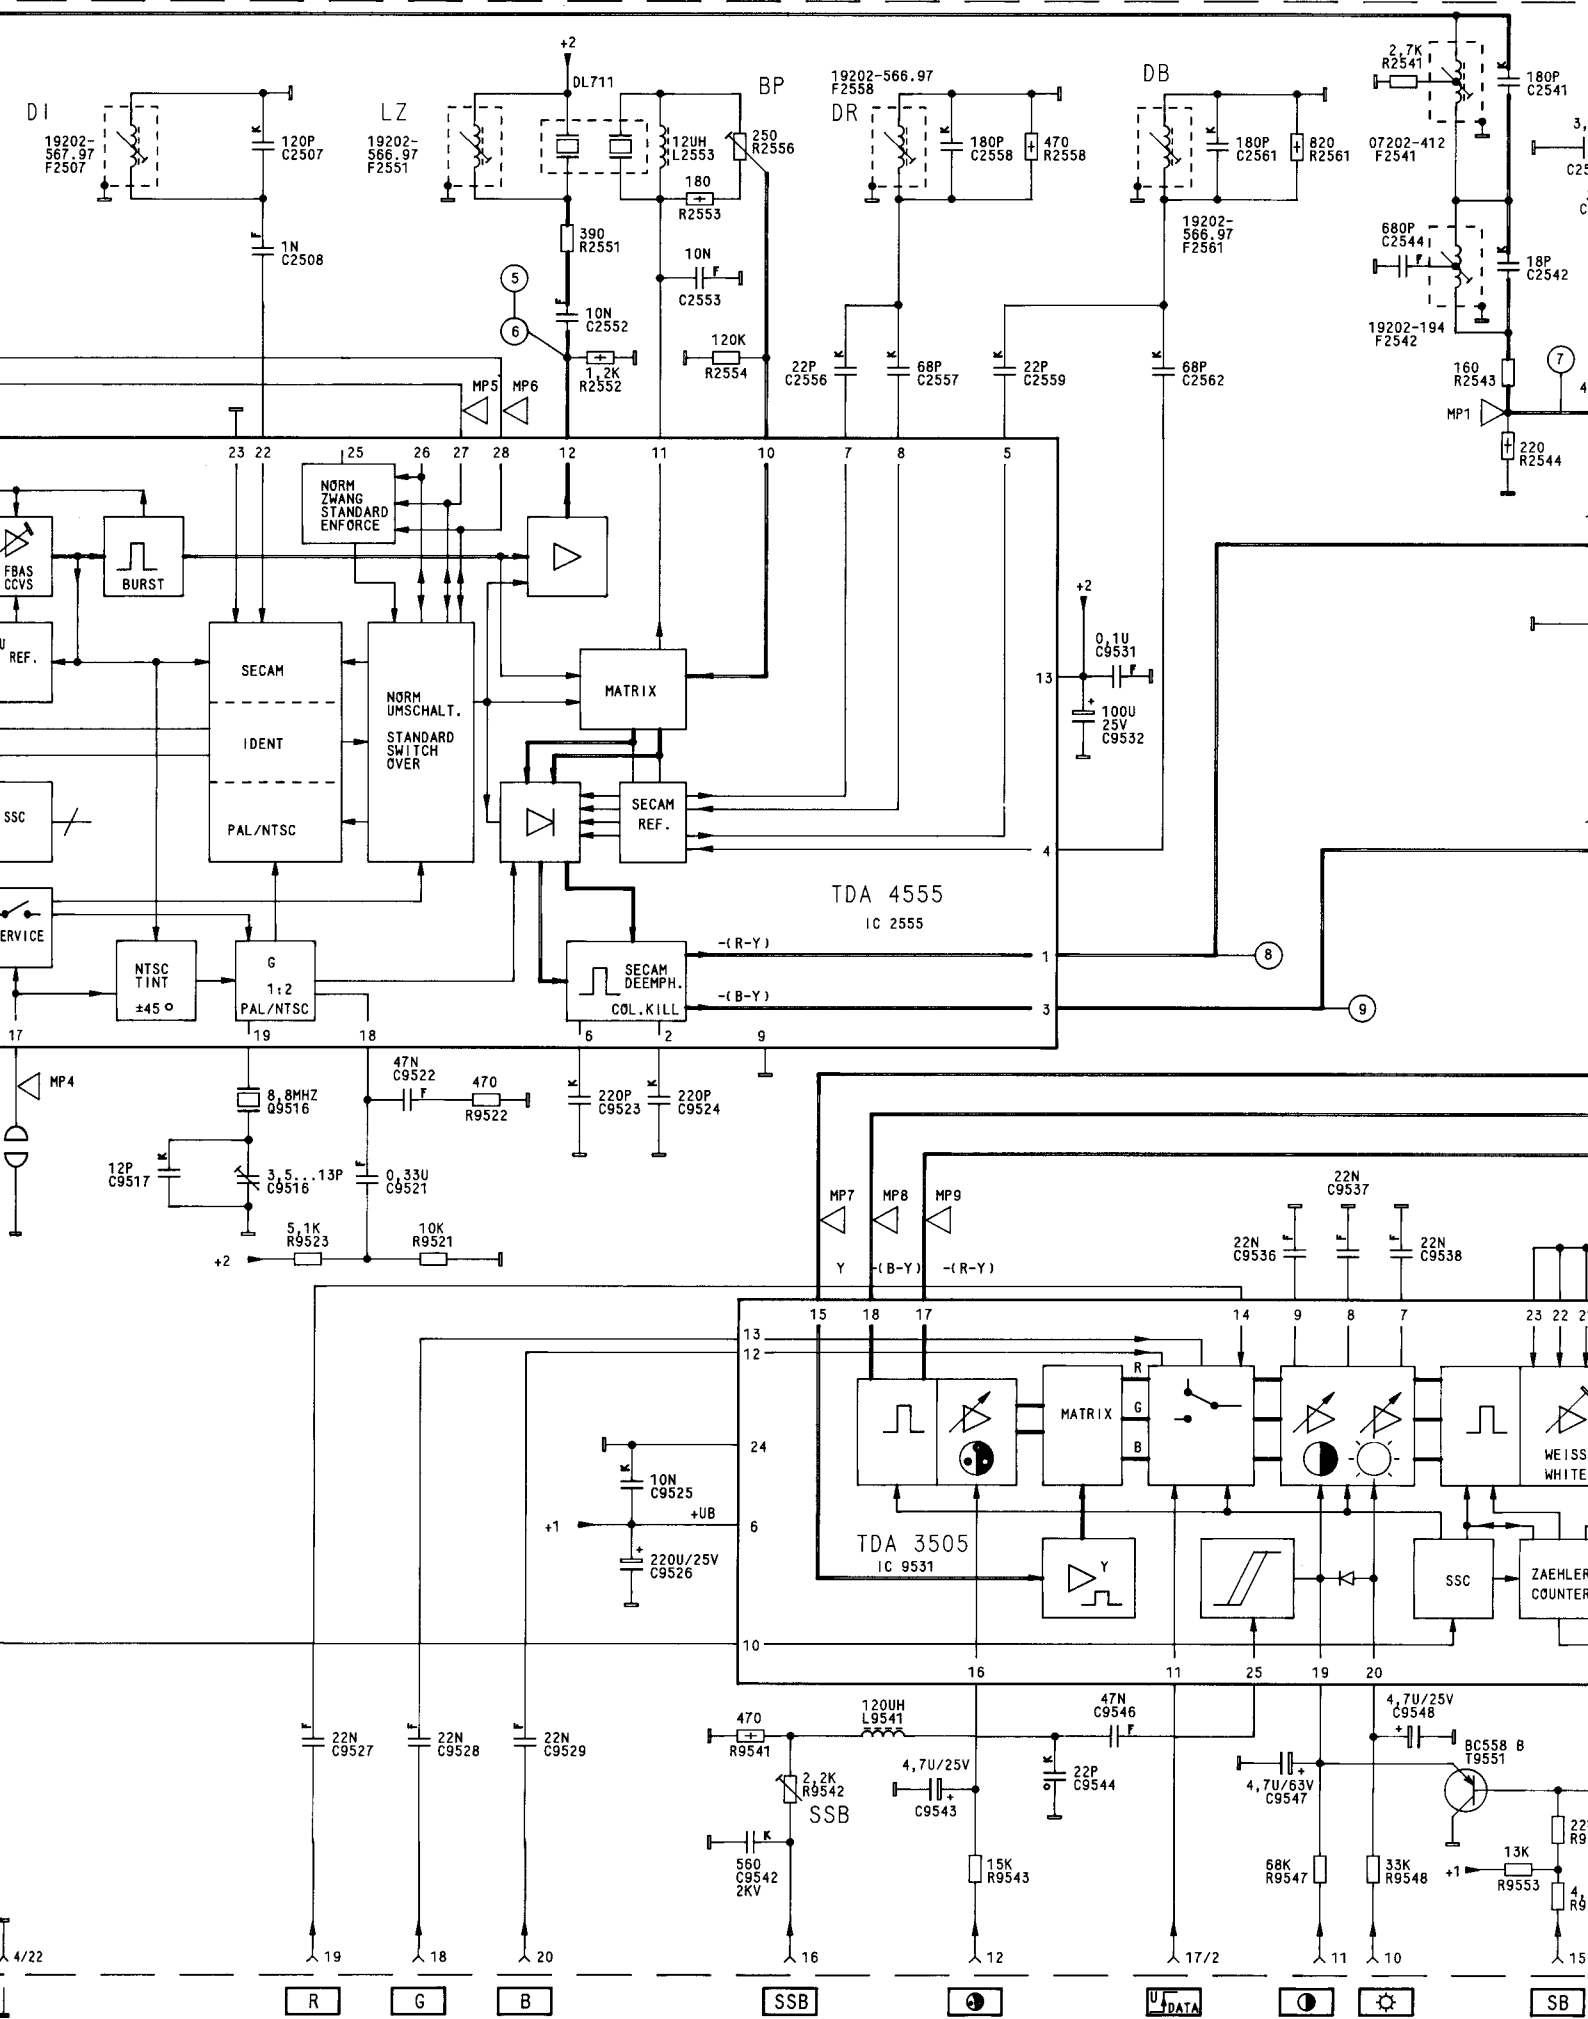 +2
DL711
BP
DI
19202-
567.97
F2507
K
120P
C2507
F
1N
C2508
LZ
19202-
566.97
F2551
390
R2551
F
10N
C2552
5
6
1,2K
R2552
12UH
L2553
180
R2553
250
R2556
10N
F
C2553
120K
R2554
19202-566.97
F2558
DR
K
180P
C2558
470
R2558
DB
K
180P
C2561
820
R2561
19202-
566.97
F2561
2,7K
R2541
K
180P
C2541
07202-412
F2541
680P
C2544
F
K
18P
C2542
19202-194
F2542
160
R2543
7
MP1
220
R2544
22P
C2556
K
K
68P
C2557
K
22P
C2559
K
68P
C2562
MP5
MP6
23
22
25
26
27
28
12
11
10
7
8
5
NORM
ZWANG
STANDARD
ENFORCE
FBAS
CCVS
BURST
REF.
SECAM
IDENT
PAL/NTSC
NORM
UMSCHALT.
STANDARD
SWITCH
OVER
MATRIX
SECAM
REF.
SSC
+2
0,1U
C9531
F
13
+
100U
25V
C9532
4
TDA 4555
IC 2555
NTSC
TINT
±45°
G
1:2
PAL/NTSC
SECAM
DEEMPH.
COL.KILL
-(R-Y)
1
8
-(B-Y)
3
9
17
19
18
6
2
9
MP4
8,8MHZ
Q9516
47N
C9522
F
470
R9522
K
220P
C9523
K
220P
C9524
12P
C9517
K
3,5...13P
C9516
F
0,33U
C9521
5,1K
R9523
10K
R9521
+2
MP7
MP8
MP9
Y
-(B-Y)
-(R-Y)
22N
C9537
22N
C9536
F
F
F
22N
C9538
15
18
17
14
9
8
7
23
22
13
12
R
G
B
MATRIX
WEISS
WHITE
24
K
10N
C9525
+1
+UB
6
+
220U/25V
C9526
TDA 3505
IC 9531
Y
SSC
ZAEHLER
COUNTER
10
16
11
25
19
20
F
22N
C9527
F
22N
C9528
F
22N
C9529
470
R9541
120UH
L9541
2,2K
R9542
SSB
4,7U/25V
+
C9543
K
22P
C9544
47N
C9546
F
4,7U/25V
C9548
+
4,7U/63V
C9547
+
BC558 B
T9551
K
560
C9542
2KV
15K
R9543
68K
R9547
33K
R9548
+1
13K
R9553
4/22
19
18
20
16
12
17/2
11
10
15
R
G
B
SSB
U
DATA
SB